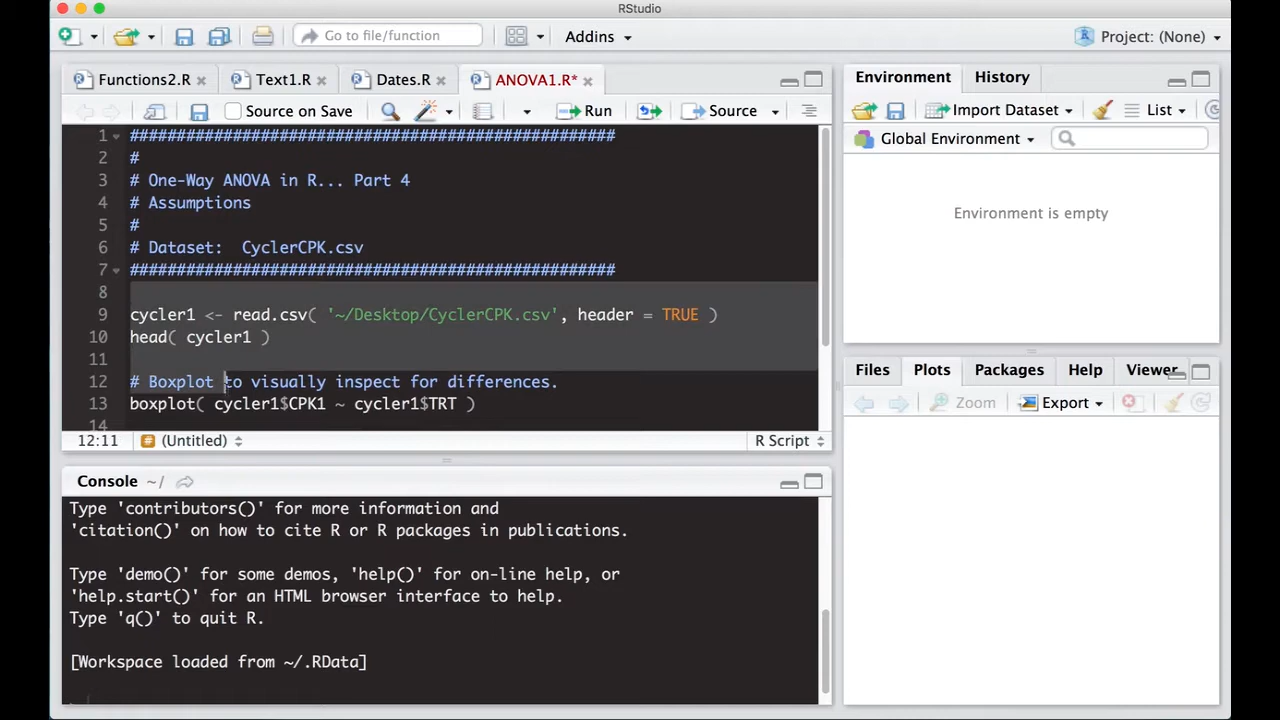 RStudio
Go to file/function
Addins
Project: (None)
Functions2.R
Text1.R
Dates.R
ANOVA1.R*
Source on Save
Run
Source
1 ##################################################
2 #
3 # One-Way ANOVA in R... Part 4
4 # Assumptions
5 #
6 # Dataset:  CyclerCPK.csv
7 ##################################################
8
9 cycler1 <- read.csv( '~/Desktop/CyclerCPK.csv', header = TRUE )
10 head( cycler1 )
11
12 # Boxplot to visually inspect for differences.
13 boxplot( cycler1$CPK1 ~ cycler1$TRT )
14
12:11
(Untitled)
R Script
Console ~/
Type 'contributors()' for more information and
'citation()' on how to cite R or R packages in publications.
Type 'demo()' for some demos, 'help()' for on-line help, or
'help.start()' for an HTML browser interface to help.
Type 'q()' to quit R.
[Workspace loaded from ~/.RData]
Environment
History
Import Dataset
List
Global Environment
Environment is empty
Files
Plots
Packages
Help
Viewer
Zoom
Export